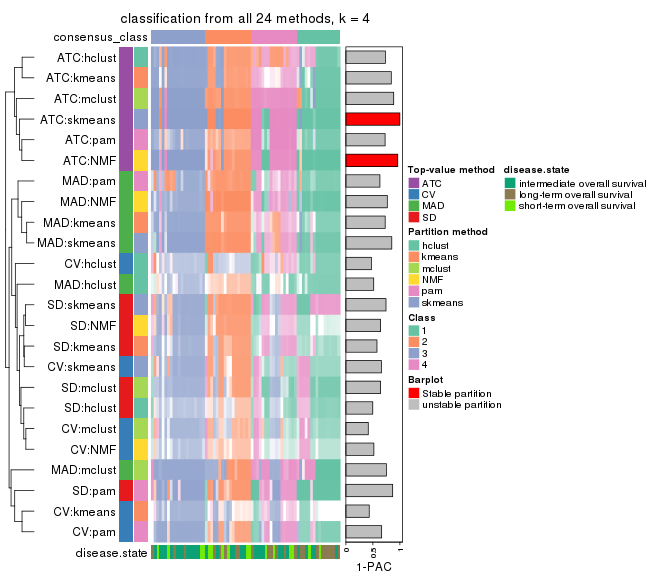 classification from all 24 methods, k = 4
consensus_class
ATC:hclust
ATC:kmeans
ATC:mclust
ATC:skmeans
ATC:pam
ATC:NMF
MAD:pam
MAD:NMF
MAD:kmeans
MAD:skmeans
CV:hclust
MAD:hclust
SD:skmeans
SD:NMF
SD:kmeans
CV:skmeans
SD:mclust
SD:hclust
CV:mclust
CV:NMF
MAD:mclust
SD:pam
CV:kmeans
CV:pam
disease.state
0 0.5 1
1-PAC
Top-value method
ATC
CV
MAD
SD
Partition method
hclust
kmeans
mclust
NMF
pam
skmeans
Class
1
2
3
4
Barplot
Stable partition
unstable partition
disease.state
intermediate overall survival
long-term overall survival
short-term overall survival